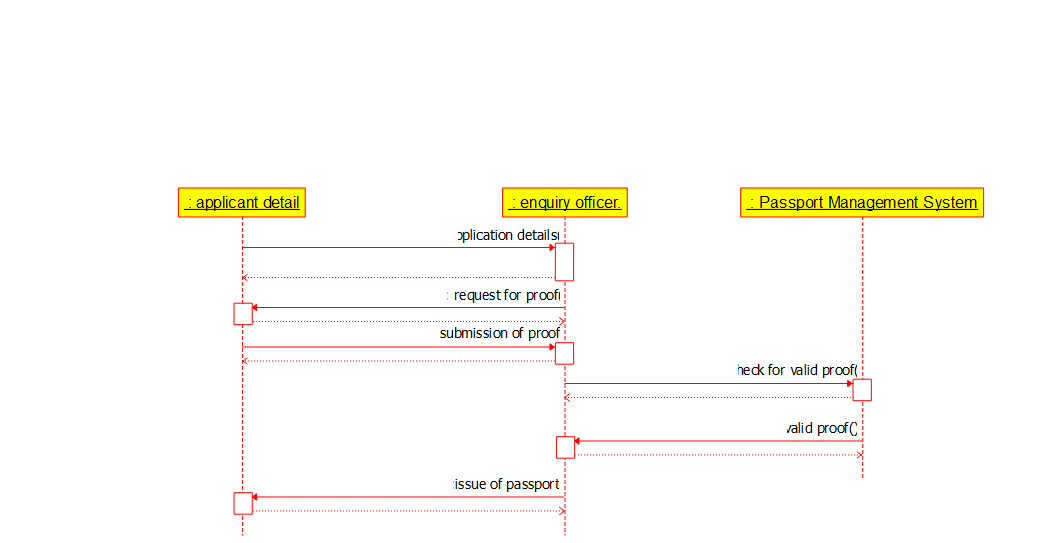 : applicant detail
: enquiry officer.
: Passport Management System
pplication details(
: request for proof(
submission of proof
heck for valid proof(
valid proof()
:issue of passport